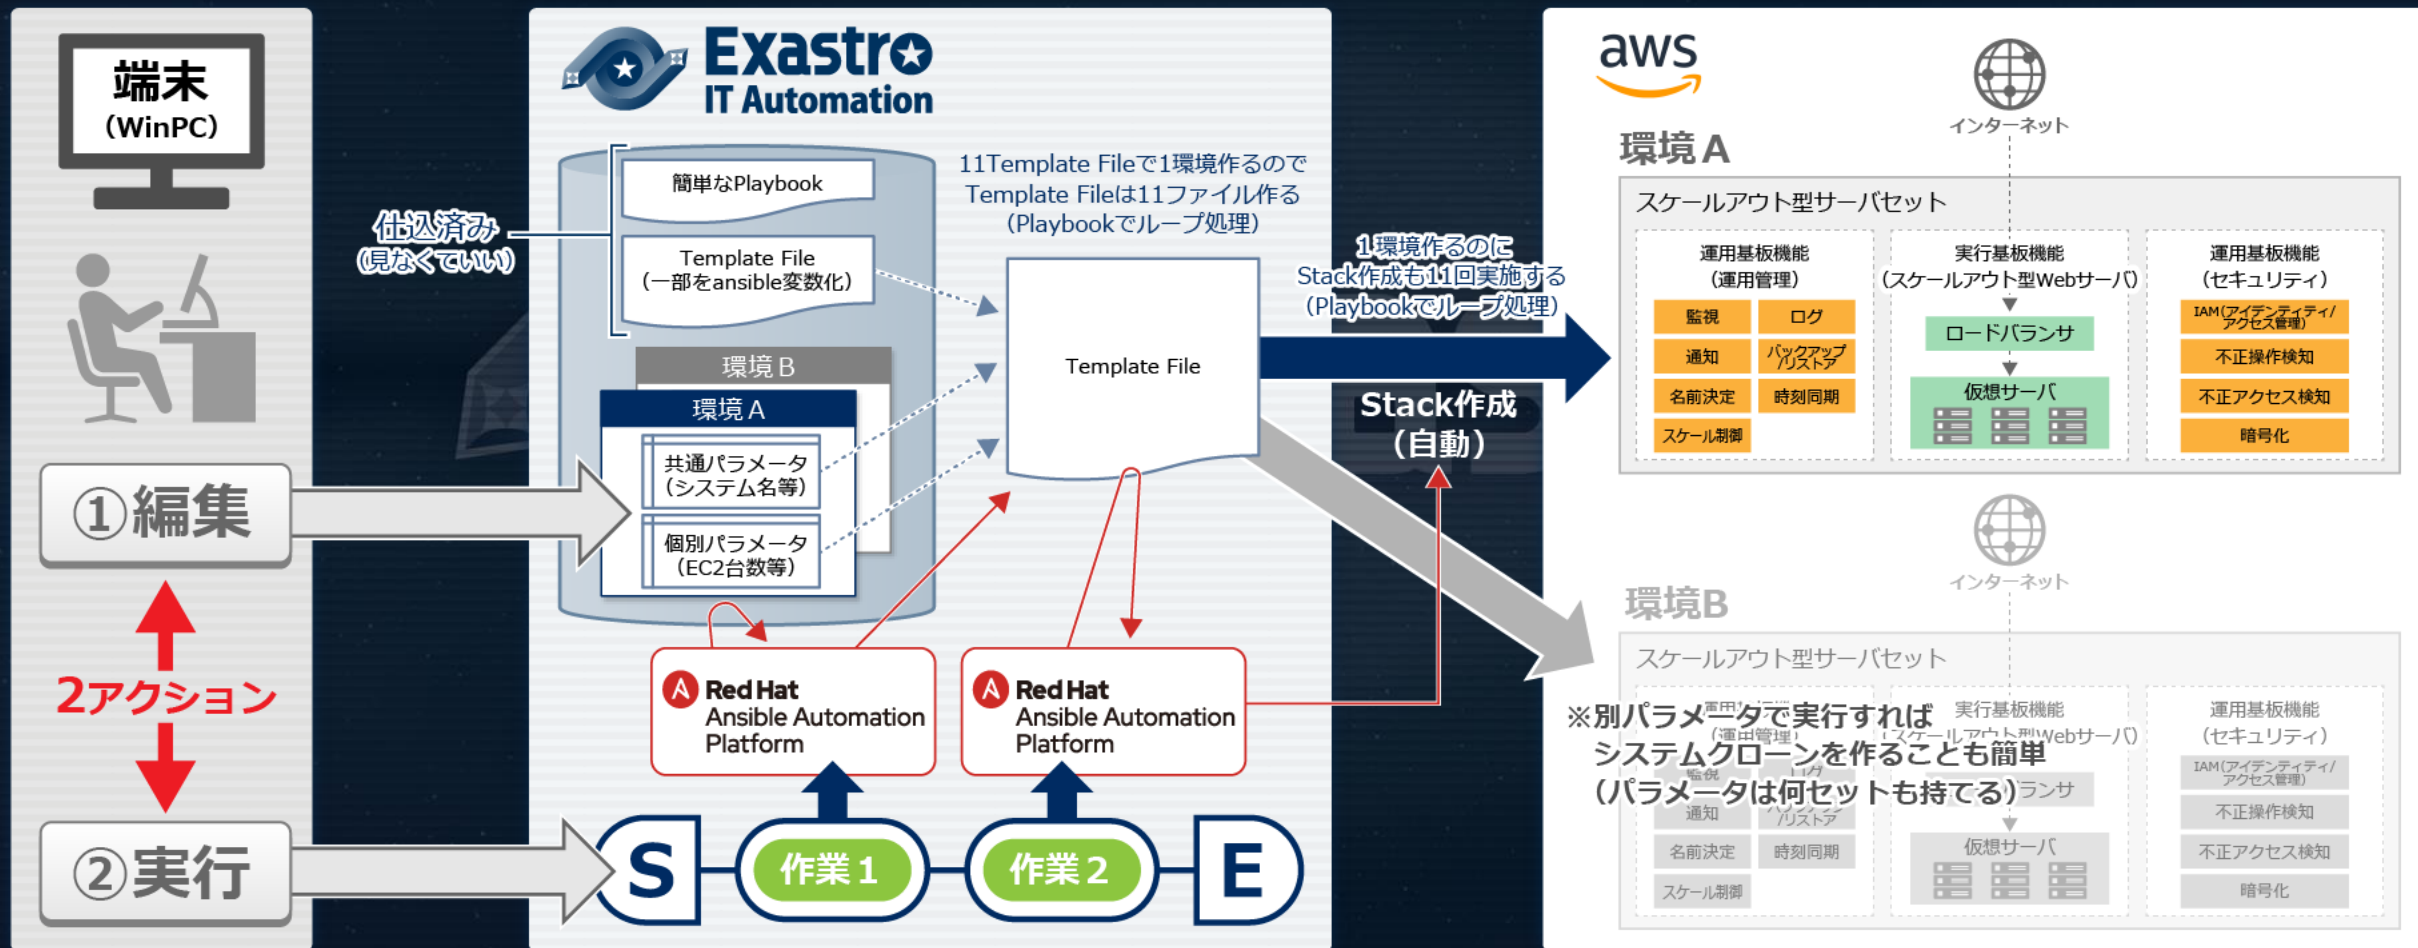 端末
(WinPC)
①編集
2アクション
②実行
Exastro
IT Automation
仕込済み
(見なくていい)
簡単なPlaybook
Template File
(一部をansible変数化)
環境B
環境A
共通パラメータ
(システム名等)
個別パラメータ
(EC2台数等)
11Template Fileで1環境作るので
Template Fileは11ファイル作る
(Playbookでループ処理)
Template File
Red Hat
Ansible Automation
Platform
Red Hat
Ansible Automation
Platform
S
作業1
作業2
E
1環境作るのに
Stack作成も11回実施する
(Playbookでループ処理)
Stack作成
(自動)
aws
インターネット
環境A
スケールアウト型サーバセット
運用基板機能
(運用管理)
監視
ログ
通知
バックアップ
/リストア
名前決定
時刻同期
スケール制御
実行基板機能
(スケールアウト型Webサーバ)
ロードバランサ
仮想サーバ
運用基板機能
(セキュリティ)
IAM(アイデンティティ/
アクセス管理)
不正操作検知
不正アクセス検知
暗号化
インターネット
環境B
スケールアウト型サーバセット
※別パラメータで実行すれば
システムクローンを作ることも簡単
(パラメータは何セットも持てる)
通知
/リストア
名前決定
時刻同期
スケール制御
実行基板機能
仮想サーバ
運用基板機能
(セキュリティ)
IAM(アイデンティティ/
アクセス管理)
不正操作検知
不正アクセス検知
暗号化